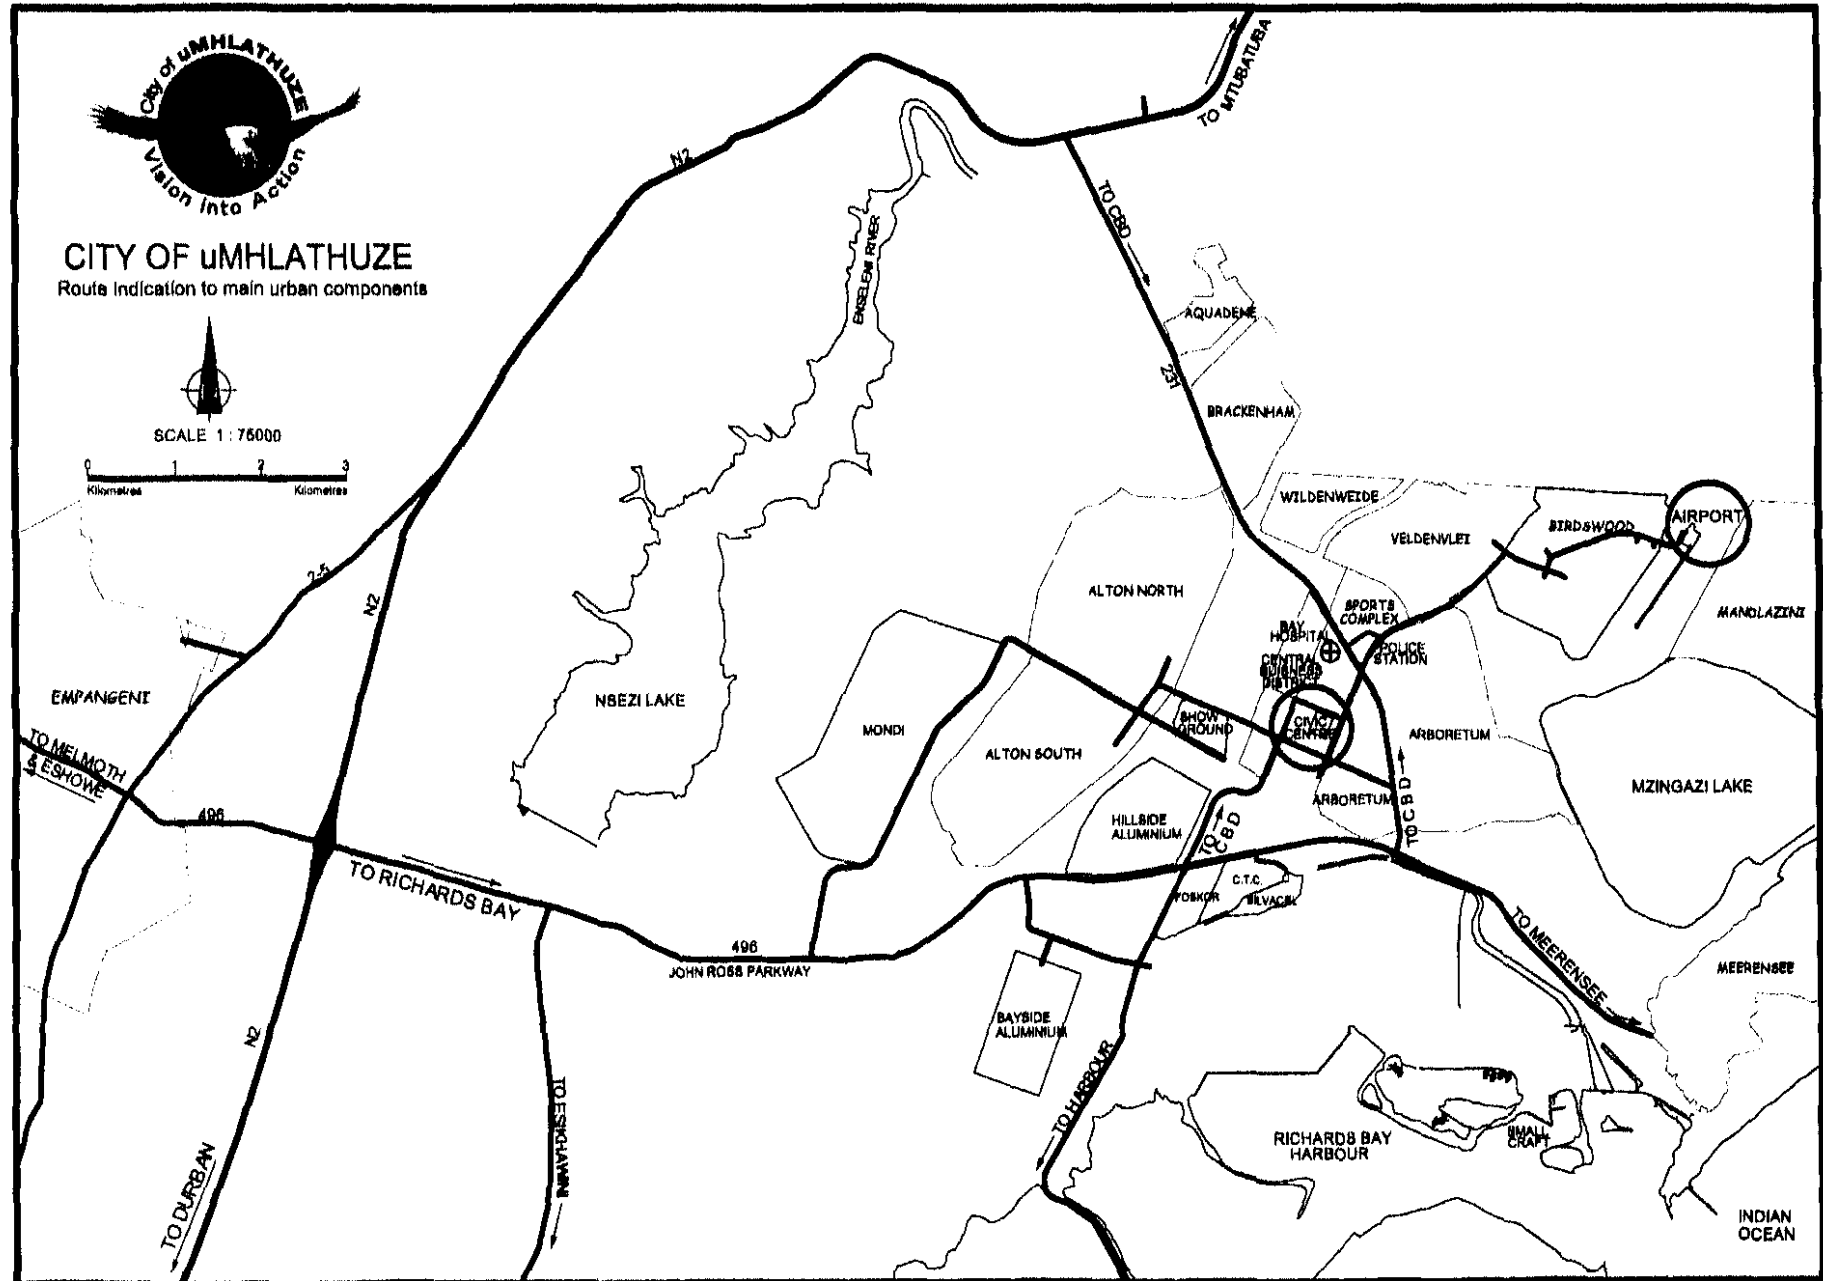 City of uMHLATHUZE
Vision into Action
CITY OF uMHLATHUZE
Route indication to main urban components
SCALE 1 : 75000
0 1 2 3
Kilometres Kilometres
N2
TO MTUBATUBA
TO CBD
ENSELENI RIVER
AQUADENE
231
BRACKENHAM
WILDENWEIDE
VELDENVLEI
BIRDSWOOD
AIRPORT
2-5
N2
ALTON NORTH
SPORTS
COMPLEX
MANDLAZINI
BAY
HOSPITAL
POLICE
STATION
CENTRAL
BUISNESS
DISTRICT
EMPANGENI
NSEZI LAKE
MONDI
SHOW
GROUND
CIVIC
CENTRE
ARBORETUM
ALTON SOUTH
TO MELMOTH
& ESHOWE
MZINGAZI LAKE
ARBORETUM
TO CBD
496
HILLSIDE
ALUMINIUM
TO
CBD
TO RICHARDS BAY
C.T.C.
FOSKOR
SILVACEL
TO MEERENSEE
496
JOHN ROSS PARKWAY
MEERENSEE
BAYSIDE
ALUMINIUM
N2
TO HARBOUR
TO ESIKHAWINI
RICHARDS BAY
HARBOUR
SMALL
CRAFT
TO DURBAN
INDIAN
OCEAN